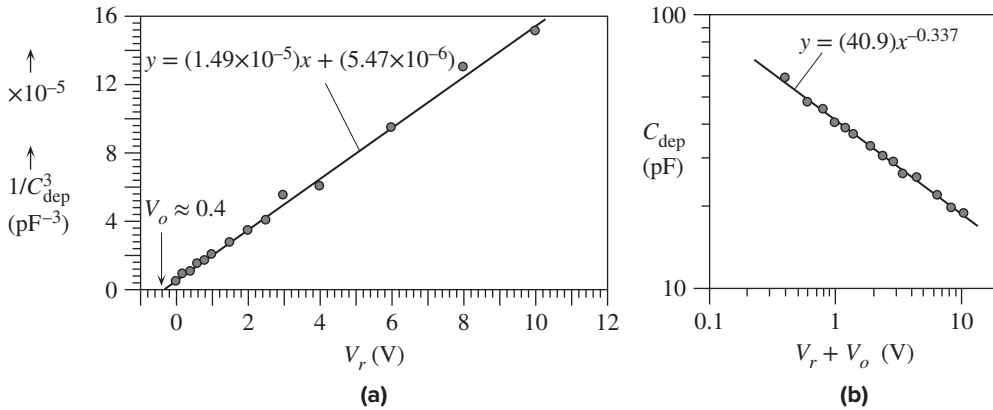 16
12
8
4
0
×10⁻⁵
1/C³dep
(pF⁻³)
y = (1.49×10⁻⁵)x + (5.47×10⁻⁶)
Vo ≈ 0.4
0 2 4 6 8 10 12
Vr (V)
(a)
100
10
Cdep
(pF)
y = (40.9)x⁻⁰·³³⁷
0.1 1 10
Vr + Vo (V)
(b)